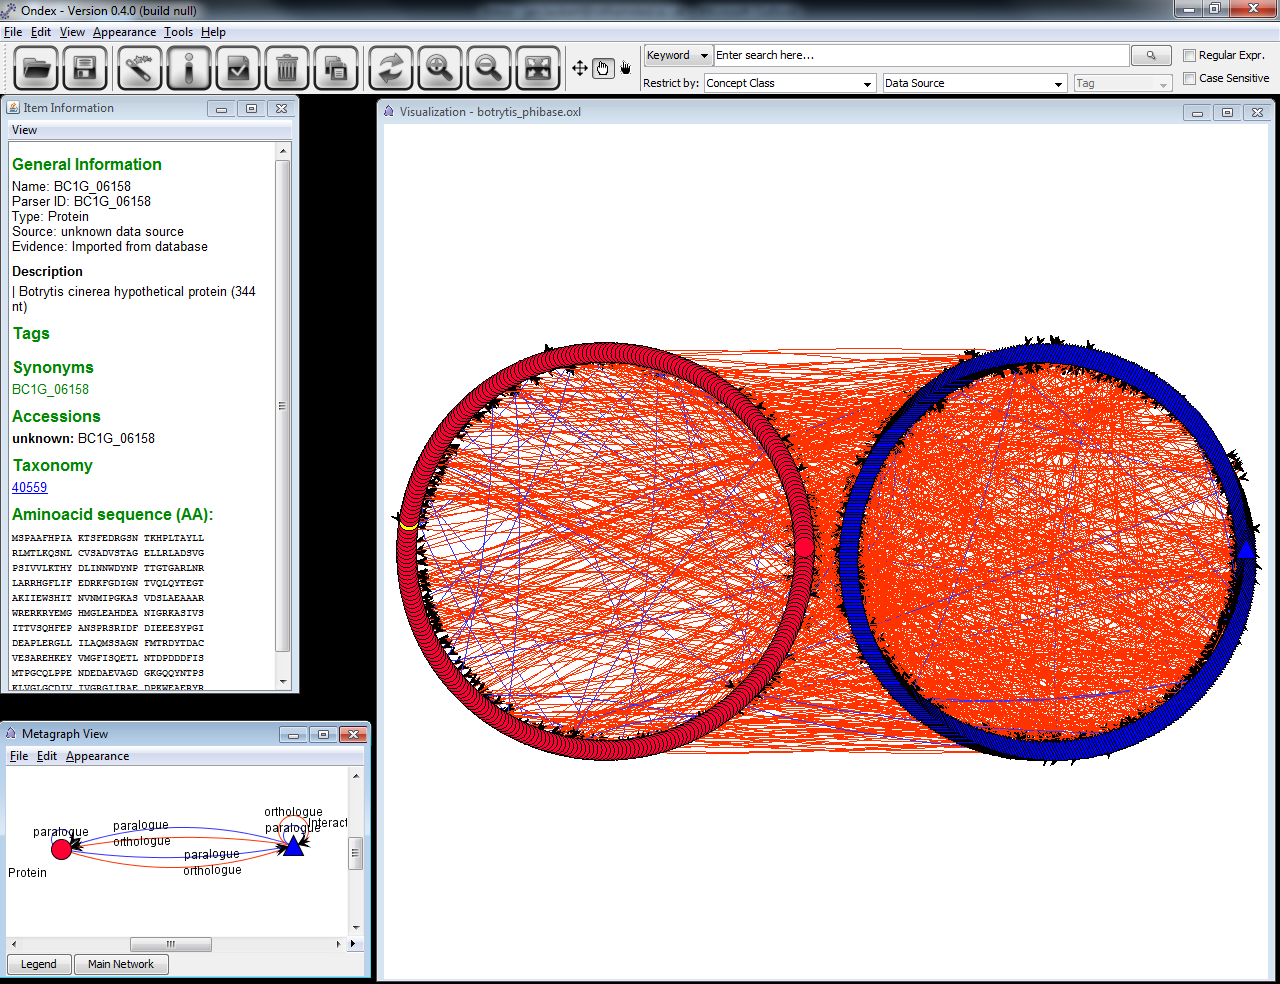 Ondex - Version 0.4.0 (build null)
File Edit View Appearance Tools Help
Keyword
Enter search here...
Regular Expr.
Restrict by:
Concept Class
Data Source
Tag
Case Sensitive
Item Information
View
General Information
Name: BC1G_06158
Parser ID: BC1G_06158
Type: Protein
Source: unknown data source
Evidence: Imported from database
Description
| Botrytis cinerea hypothetical protein (344
nt)
Tags
Synonyms
BC1G_06158
Accessions
unknown: BC1G_06158
Taxonomy
40559
Aminoacid sequence (AA):
MSPAAFHPIA KTSFEDRGSN TKHPLTAYLL
RLMTLKQSNL CVSADVSTAG ELLRLADSVG
PSIVVLKTHY DLINNWDYNP TTGTGARLNR
LARRHGFLIF EDRKFGDIGN TVQLQYTEGT
AKIIEWSHIT NVNMIPGKAS VDSLAEAAAR
WRERKRYEMG HMGLEAHDEA NIGRKASIVS
ITTVSQHFEP ANSPRSRIDF DIEEESYPGI
DEAPLERGLL ILAQMSSAGN FMTRDYTDAC
VESAREHKEY VMGFISQETL NTDPDDDFIS
MTPGCQLPPE NDEDAEVAGD GKGQQYNTPS
KLVGLGCDIV IVGRGIIRAE DPKWEAERYR
Visualization - botrytis_phibase.oxl
Metagraph View
File Edit Appearance
paralogue
paralogue
orthologue
paralogue
orthologue
orthologue
paralogue
Interact
Protein
Legend
Main Network